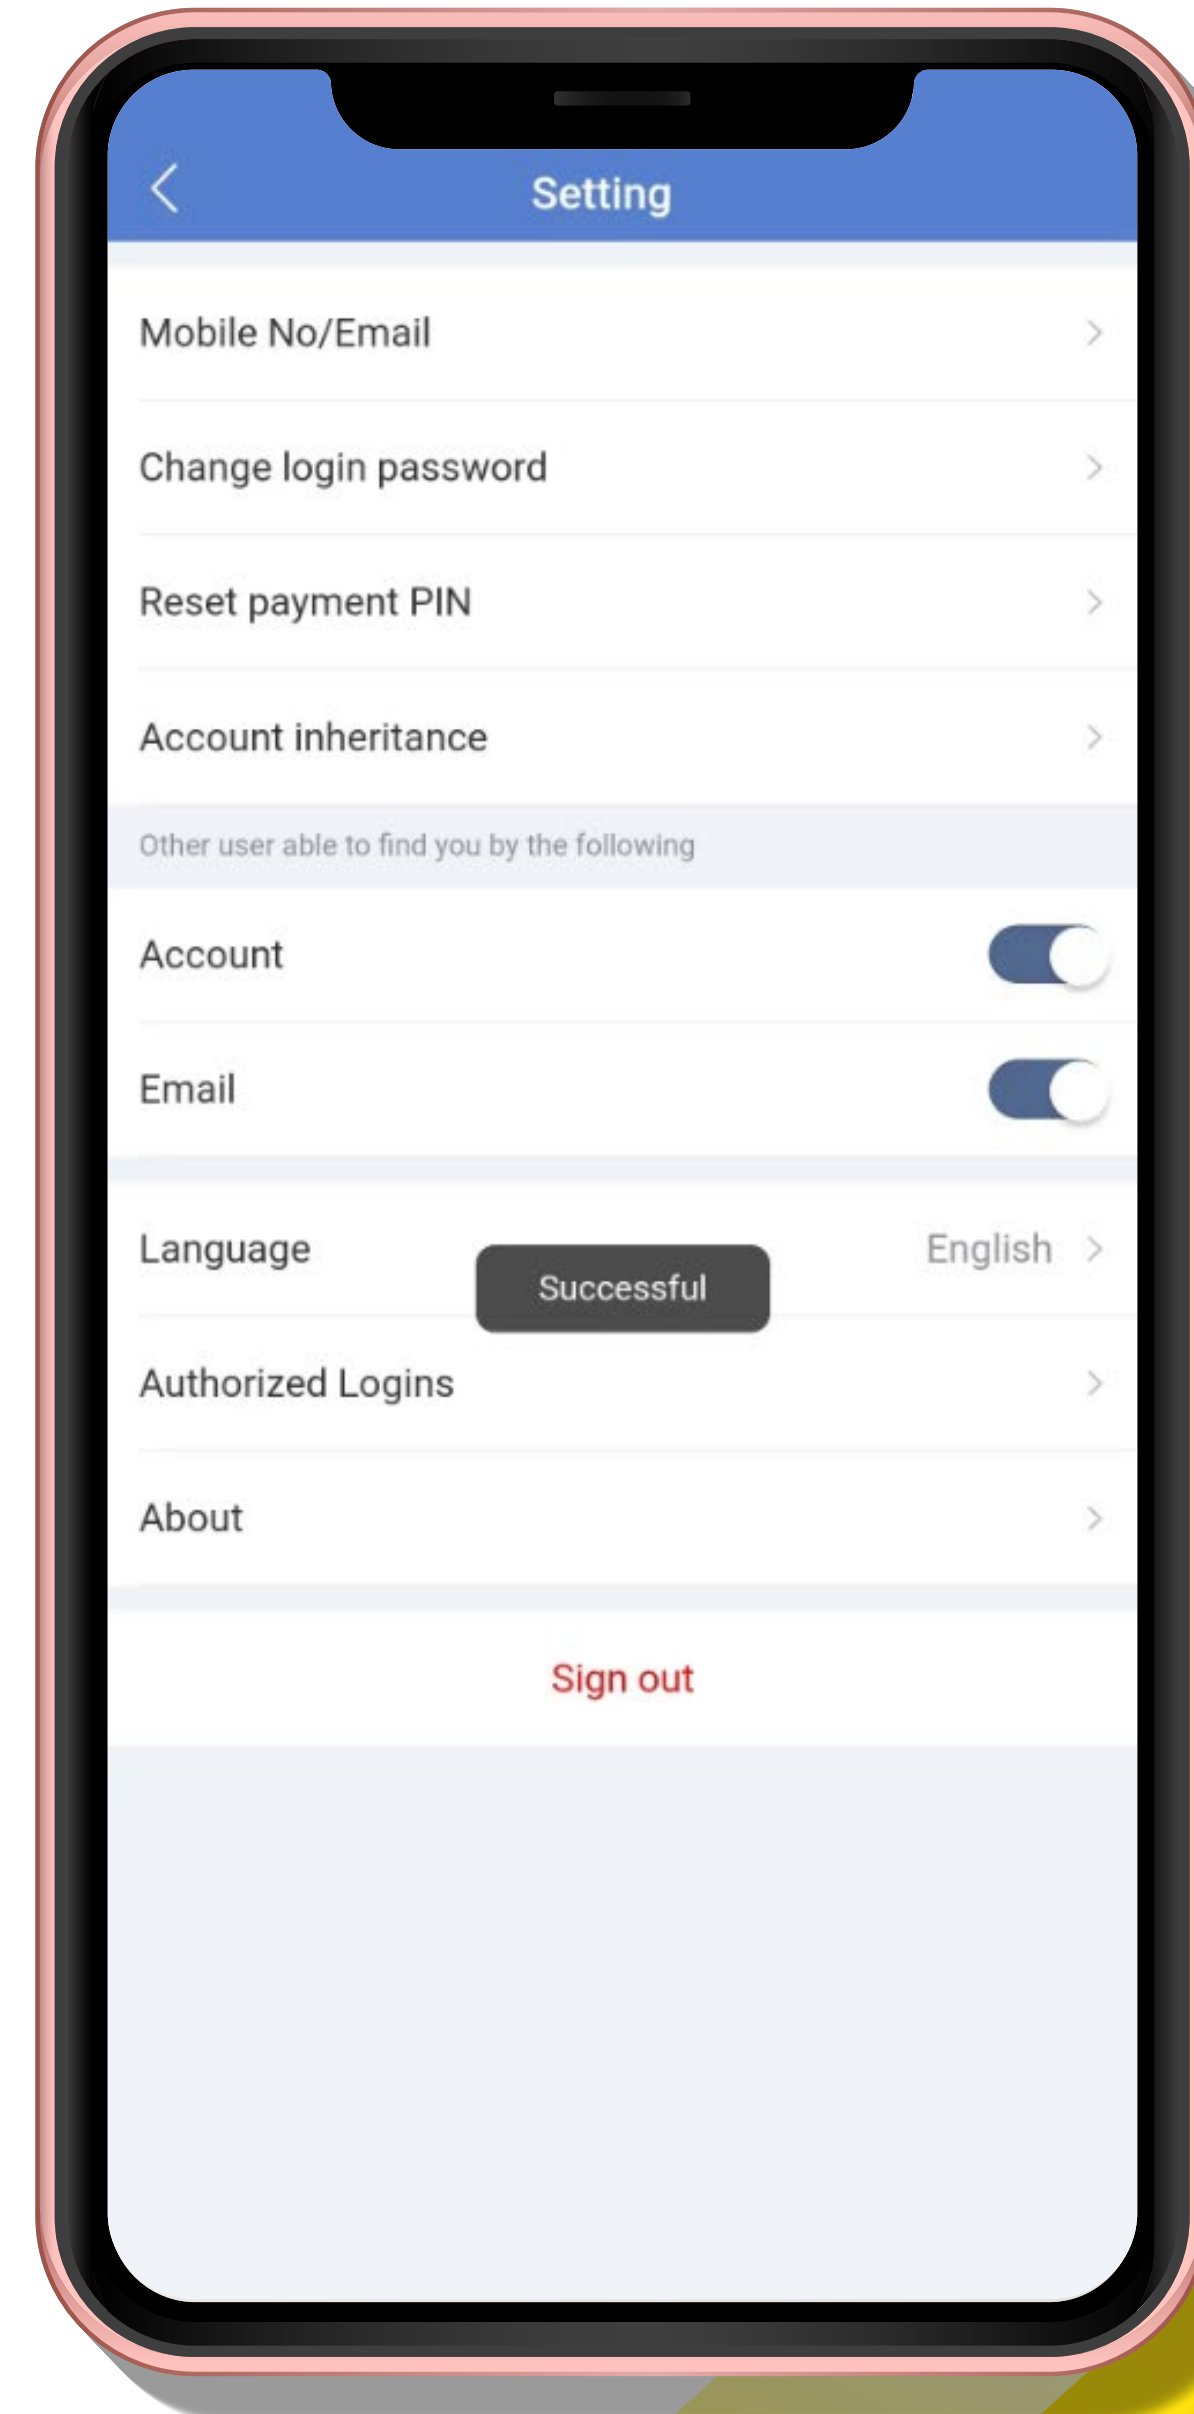 Setting
Mobile No/Email
Change login password
Reset payment PIN
Account inheritance
Other user able to find you by the following
Account
Email
Language English
Successful
Authorized Logins
About
Sign out